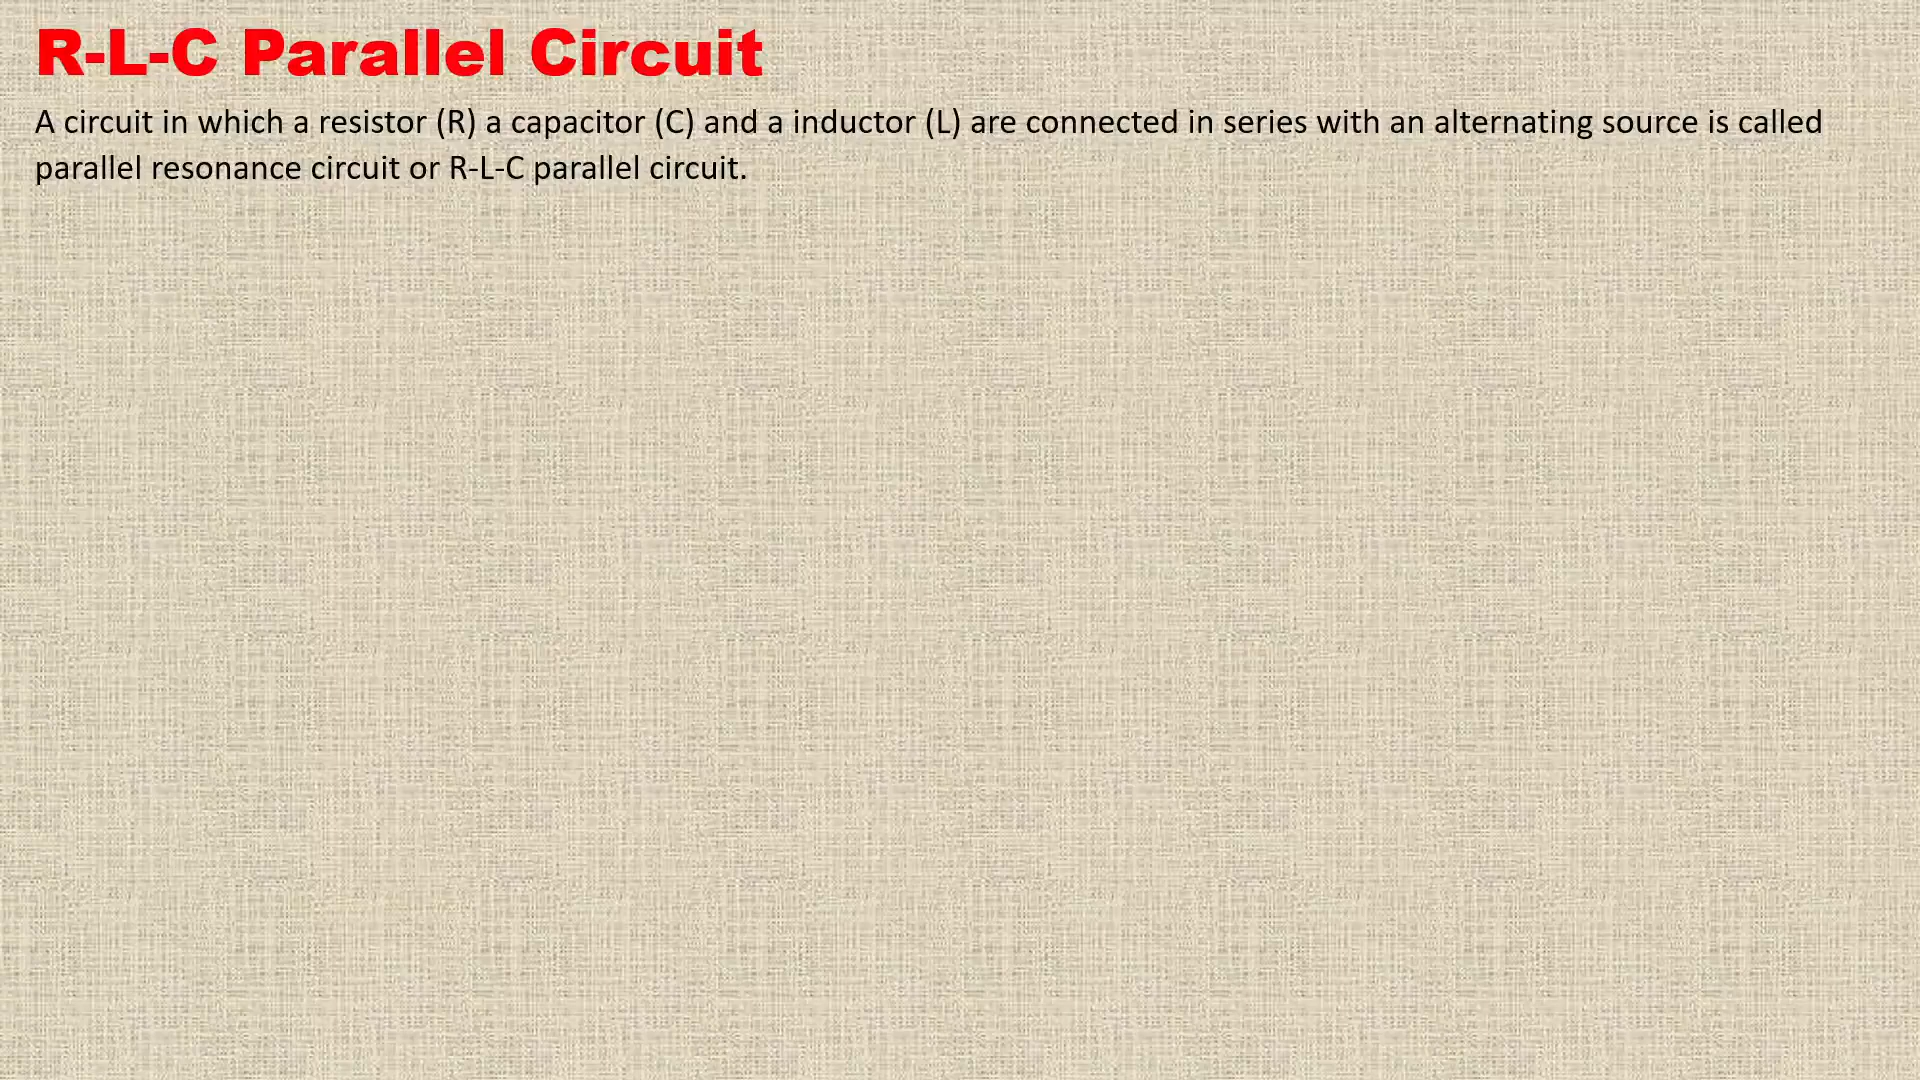 R-L-C Parallel Circuit
A circuit in which a resistor (R) a capacitor (C) and a inductor (L) are connected in series with an alternating source is called
parallel resonance circuit or R-L-C parallel circuit.